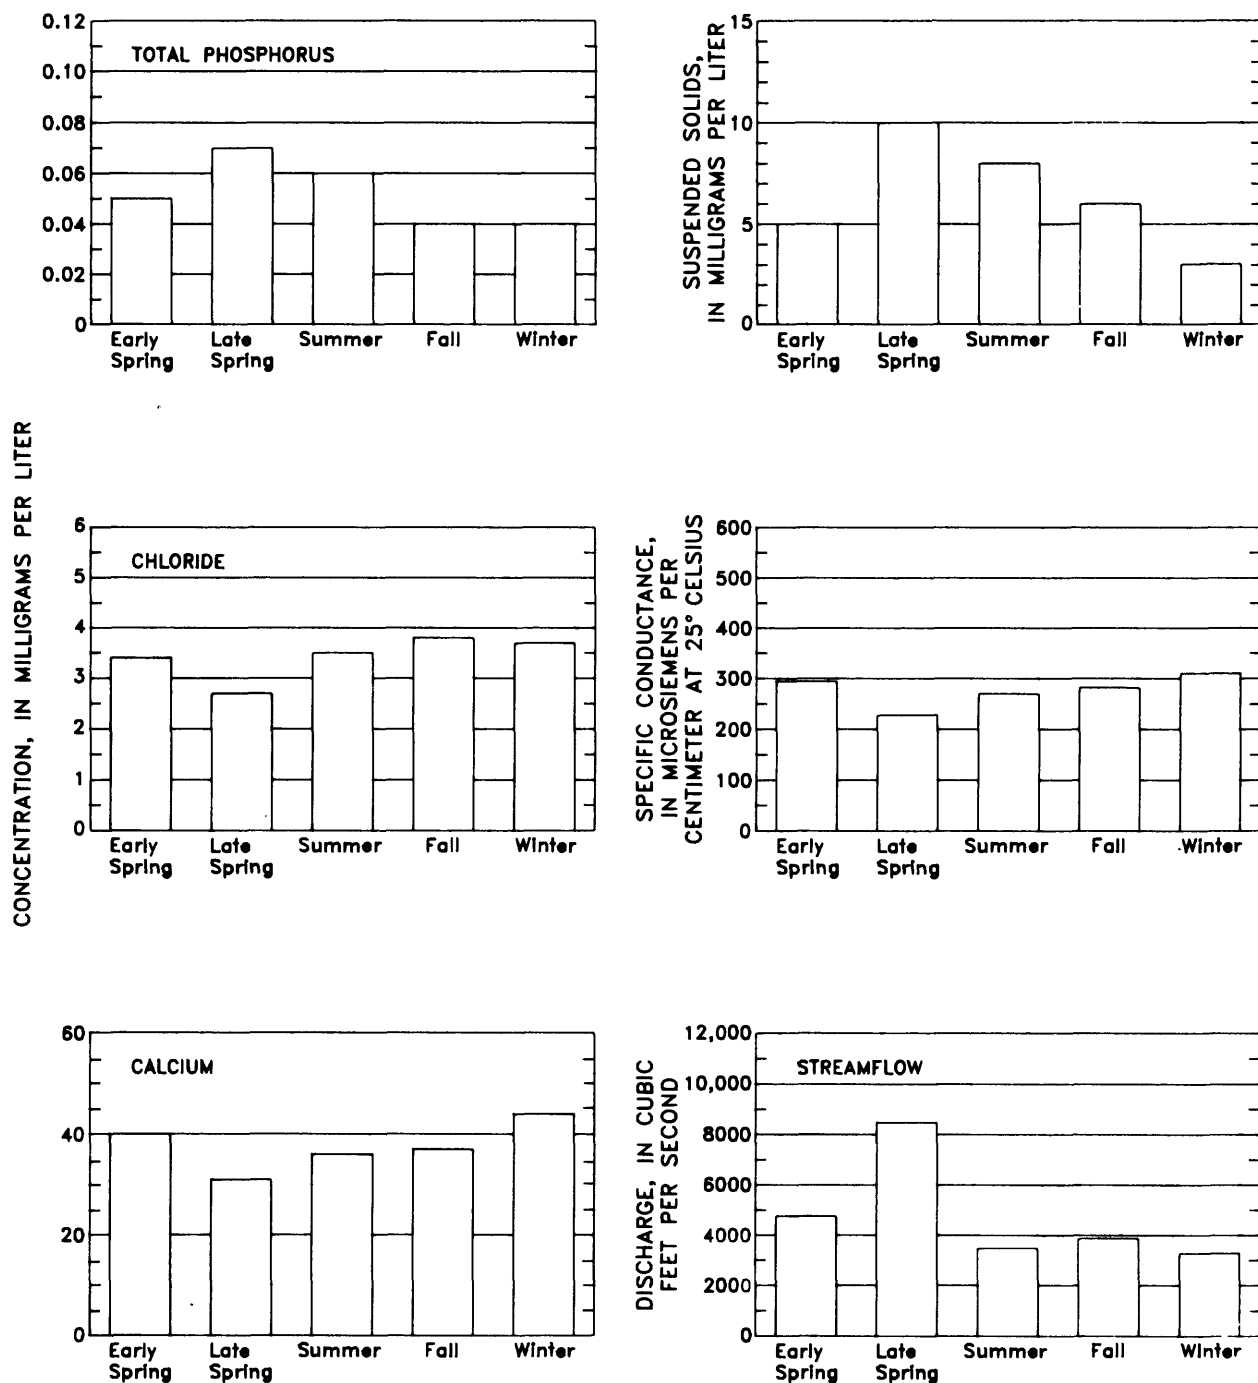 CONCENTRATION, IN MILLIGRAMS PER LITER
TOTAL PHOSPHORUS
0.12
0.10
0.08
0.06
0.04
0.02
0
Early
Spring
Late
Spring
Summer
Fall
Winter
SUSPENDED SOLIDS,
IN MILLIGRAMS PER LITER
15
10
5
0
Early
Spring
Late
Spring
Summer
Fall
Winter
CHLORIDE
6
5
4
3
2
1
0
Early
Spring
Late
Spring
Summer
Fall
Winter
SPECIFIC CONDUCTANCE,
IN MICROSIEMENS PER
CENTIMETER AT 25° CELSIUS
600
500
400
300
200
100
0
Early
Spring
Late
Spring
Summer
Fall
Winter
CALCIUM
60
40
20
0
Early
Spring
Late
Spring
Summer
Fall
Winter
DISCHARGE, IN CUBIC
FEET PER SECOND
STREAMFLOW
12,000
10,000
8000
6000
4000
2000
0
Early
Spring
Late
Spring
Summer
Fall
Winter